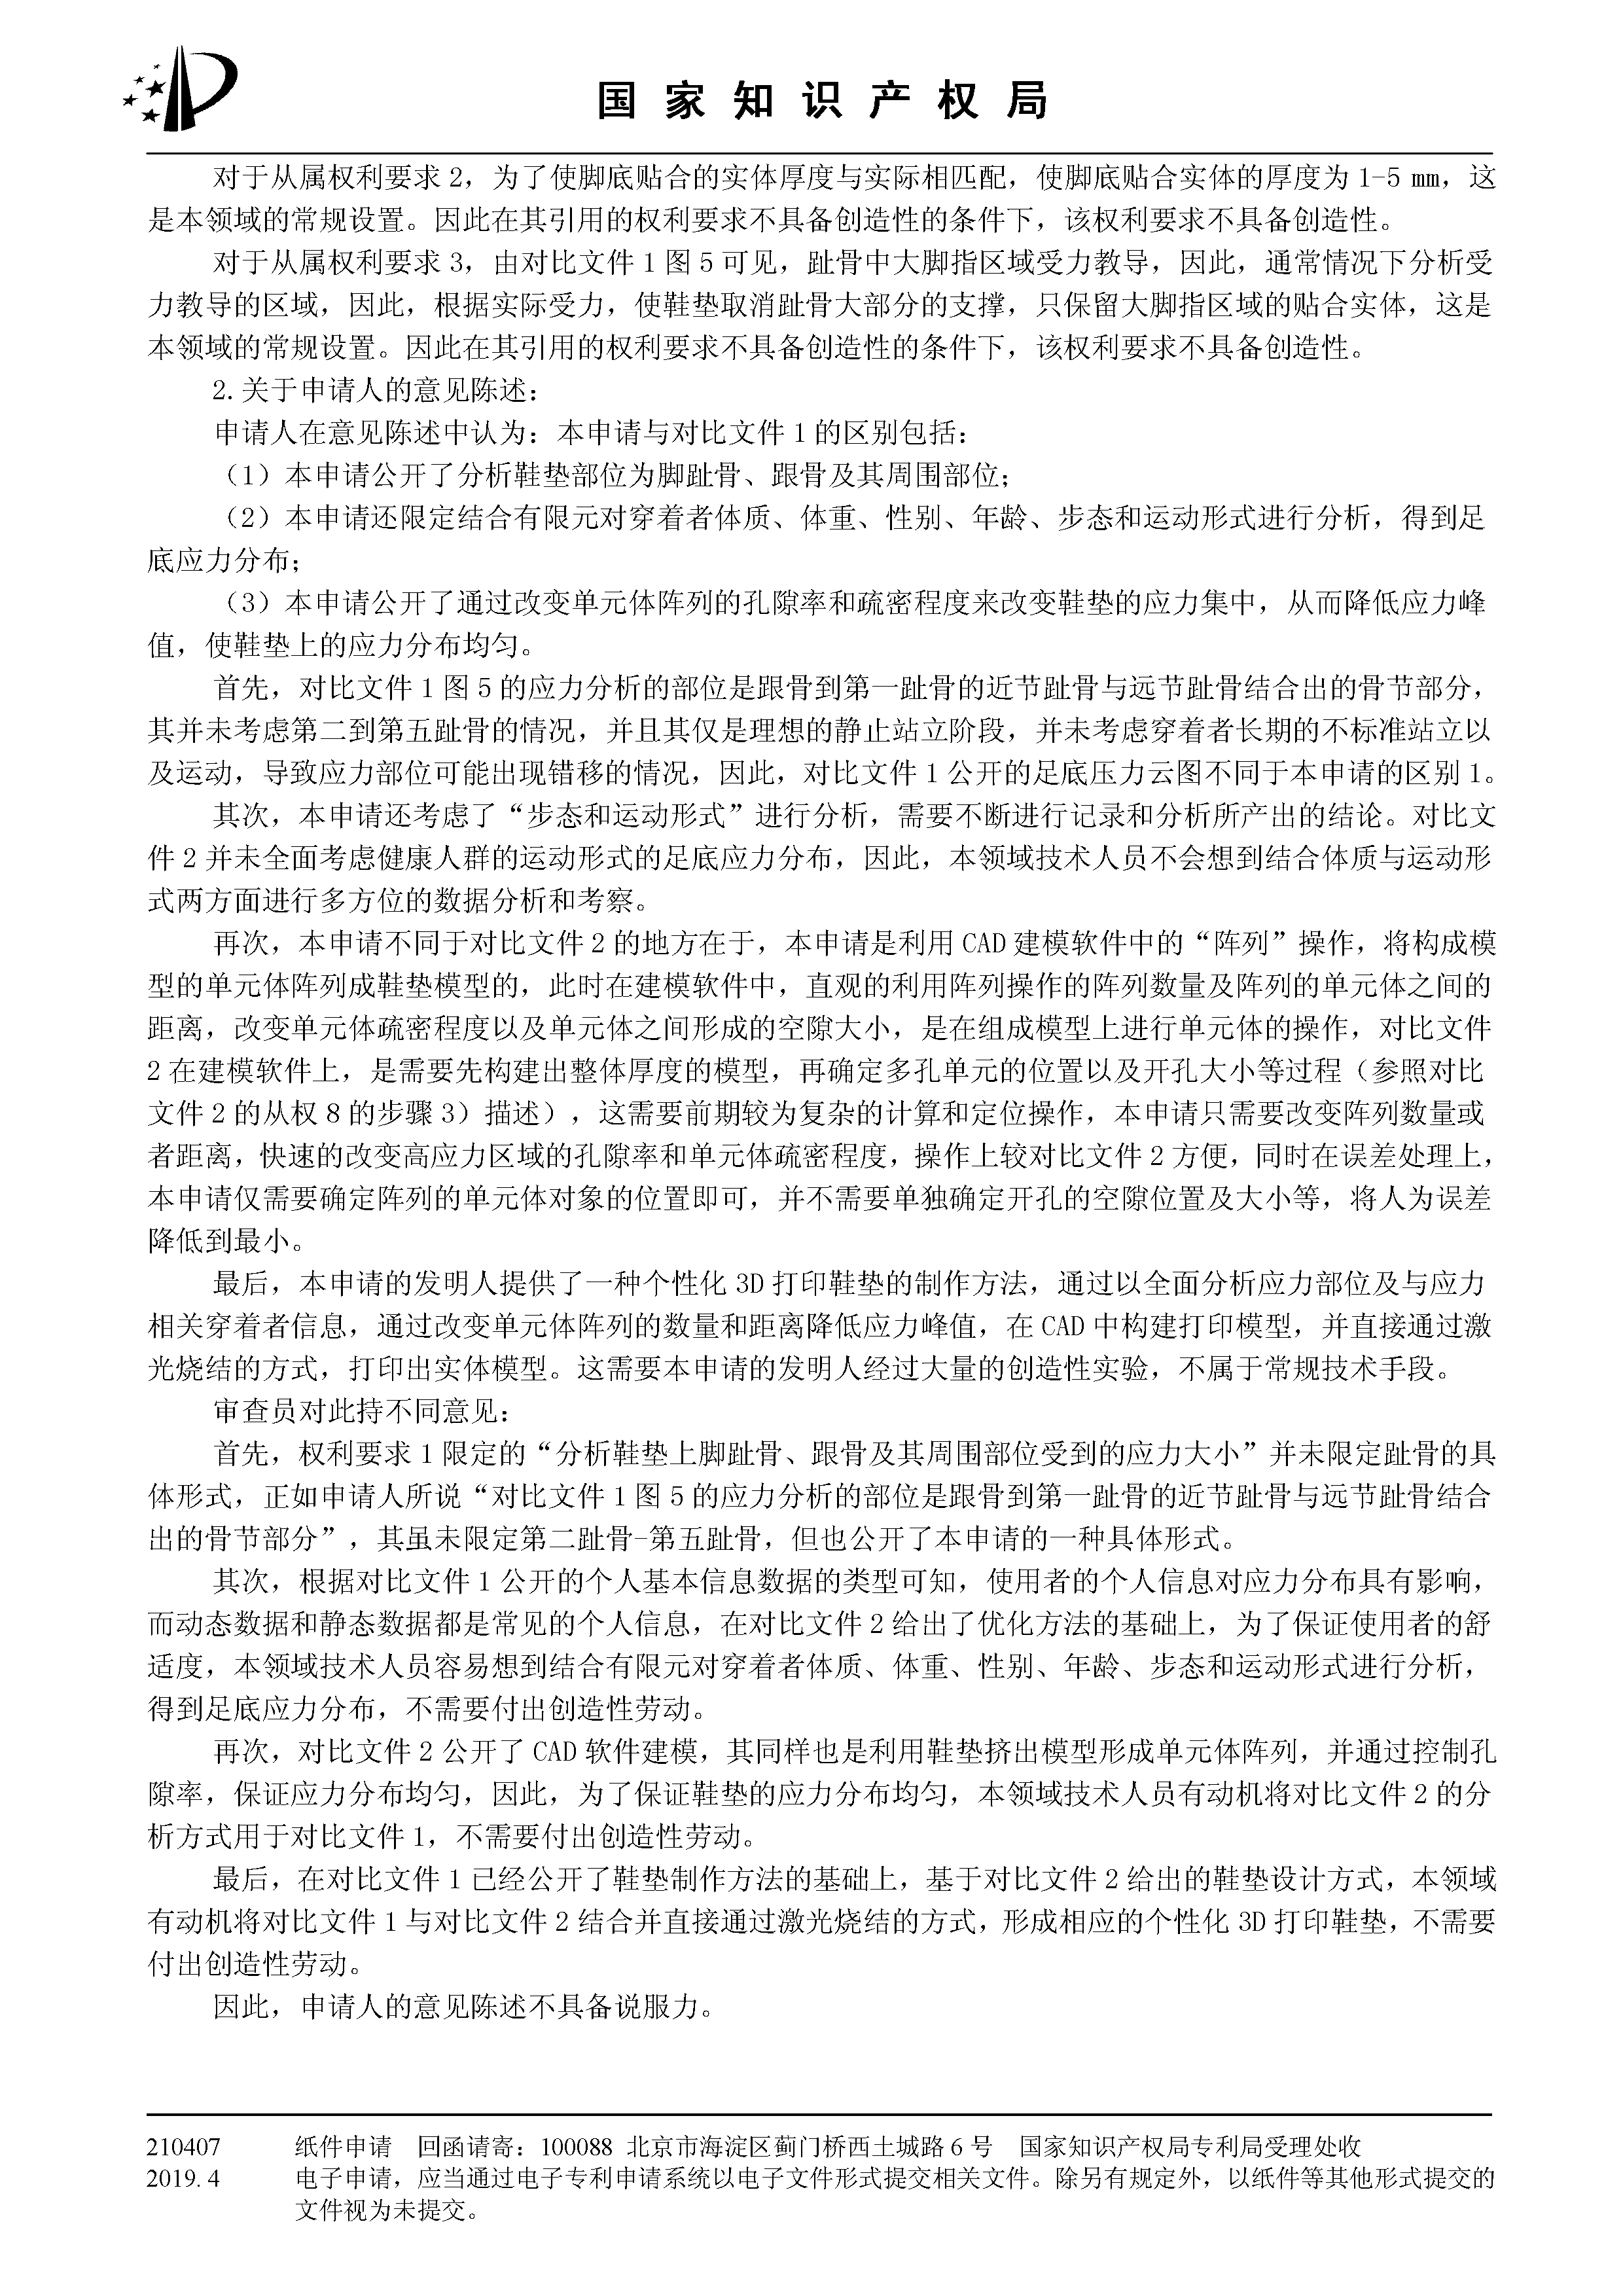 国家知识产权局
对于从属权利要求 2，为了使脚底贴合的实体厚度与实际相匹配，使脚底贴合实体的厚度为 1-5 mm，这
是本领域的常规设置。因此在其引用的权利要求不具备创造性的条件下，该权利要求不具备创造性。
对于从属权利要求 3，由对比文件 1 图 5 可见，趾骨中大脚指区域受力教导，因此，通常情况下分析受
力教导的区域，因此，根据实际受力，使鞋垫取消趾骨大部分的支撑，只保留大脚指区域的贴合实体，这是
本领域的常规设置。因此在其引用的权利要求不具备创造性的条件下，该权利要求不具备创造性。
2.关于申请人的意见陈述：
申请人在意见陈述中认为：本申请与对比文件 1 的区别包括：
（1）本申请公开了分析鞋垫部位为脚趾骨、跟骨及其周围部位；
（2）本申请还限定结合有限元对穿着者体质、体重、性别、年龄、步态和运动形式进行分析，得到足
底应力分布；
（3）本申请公开了通过改变单元体阵列的孔隙率和疏密程度来改变鞋垫的应力集中，从而降低应力峰
值，使鞋垫上的应力分布均匀。
首先，对比文件 1 图 5 的应力分析的部位是跟骨到第一趾骨的近节趾骨与远节趾骨结合出的骨节部分，
其并未考虑第二到第五趾骨的情况，并且其仅是理想的静止站立阶段，并未考虑穿着者长期的不标准站立以
及运动，导致应力部位可能出现错移的情况，因此，对比文件 1 公开的足底压力云图不同于本申请的区别 1。
其次，本申请还考虑了“步态和运动形式”进行分析，需要不断进行记录和分析所产出的结论。对比文
件 2 并未全面考虑健康人群的运动形式的足底应力分布，因此，本领域技术人员不会想到结合体质与运动形
式两方面进行多方位的数据分析和考察。
再次，本申请不同于对比文件 2 的地方在于，本申请是利用 CAD 建模软件中的“阵列”操作，将构成模
型的单元体阵列成鞋垫模型的，此时在建模软件中，直观的利用阵列操作的阵列数量及阵列的单元体之间的
距离，改变单元体疏密程度以及单元体之间形成的空隙大小，是在组成模型上进行单元体的操作，对比文件
2 在建模软件上，是需要先构建出整体厚度的模型，再确定多孔单元的位置以及开孔大小等过程（参照对比
文件 2 的从权 8 的步骤 3）描述），这需要前期较为复杂的计算和定位操作，本申请只需要改变阵列数量或
者距离，快速的改变高应力区域的孔隙率和单元体疏密程度，操作上较对比文件 2 方便，同时在误差处理上，
本申请仅需要确定阵列的单元体对象的位置即可，并不需要单独确定开孔的空隙位置及大小等，将人为误差
降低到最小。
最后，本申请的发明人提供了一种个性化 3D 打印鞋垫的制作方法，通过以全面分析应力部位及与应力
相关穿着者信息，通过改变单元体阵列的数量和距离降低应力峰值，在 CAD 中构建打印模型，并直接通过激
光烧结的方式，打印出实体模型。这需要本申请的发明人经过大量的创造性实验，不属于常规技术手段。
审查员对此持不同意见：
首先，权利要求 1 限定的“分析鞋垫上脚趾骨、跟骨及其周围部位受到的应力大小”并未限定趾骨的具
体形式，正如申请人所说“对比文件 1 图 5 的应力分析的部位是跟骨到第一趾骨的近节趾骨与远节趾骨结合
出的骨节部分”，其虽未限定第二趾骨-第五趾骨，但也公开了本申请的一种具体形式。
其次，根据对比文件 1 公开的个人基本信息数据的类型可知，使用者的个人信息对应力分布具有影响，
而动态数据和静态数据都是常见的个人信息，在对比文件 2 给出了优化方法的基础上，为了保证使用者的舒
适度，本领域技术人员容易想到结合有限元对穿着者体质、体重、性别、年龄、步态和运动形式进行分析，
得到足底应力分布，不需要付出创造性劳动。
再次，对比文件 2 公开了 CAD 软件建模，其同样也是利用鞋垫挤出模型形成单元体阵列，并通过控制孔
隙率，保证应力分布均匀，因此，为了保证鞋垫的应力分布均匀，本领域技术人员有动机将对比文件 2 的分
析方式用于对比文件 1，不需要付出创造性劳动。
最后，在对比文件 1 已经公开了鞋垫制作方法的基础上，基于对比文件 2 给出的鞋垫设计方式，本领域
有动机将对比文件 1 与对比文件 2 结合并直接通过激光烧结的方式，形成相应的个性化 3D 打印鞋垫，不需要
付出创造性劳动。
因此，申请人的意见陈述不具备说服力。
210407 纸件申请 回函请寄：100088 北京市海淀区蓟门桥西土城路 6 号 国家知识产权局专利局受理处收
2019.4 电子申请，应当通过电子专利申请系统以电子文件形式提交相关文件。除另有规定外，以纸件等其他形式提交的
文件视为未提交。